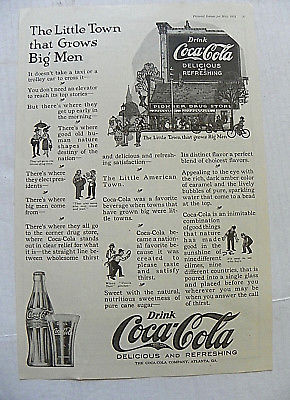 The Little Town
that Grows
Big Men
It doesn't take a taxi or a
trolley car to cross it—
You don't need an elevator
to reach its top stories—
But there's where they
get up early in the
morning—
There's where
good old hu-
man nature
shapes the
destiny of the
nation—
There's where
they elect pres-
idents—
There's where
big men come
from—
There's where they all go
to the corner drug store,
where Coca-Cola stands
out in clear relief for what
it is—the straight line be-
tween wholesome thirst
Drink
Coca-Cola
DELICIOUS
AND
REFRESHING
DRUG STORE
The Little Town that grows Big Men
and delicious and refresh-
ing satisfaction—
The Little American
Town.
Coca-Cola was a favorite
beverage when towns that
have grown big were lit-
tle towns.
Coca-Cola be-
came a nation-
al favorite be-
cause it is
created to
please taste
and satisfy
thirst.
Sweet with the natural,
nutritious sweetness of
pure cane sugar—
Its distinct flavor a perfect
blend of choicest flavors.
Appealing to the eye with
the rich, dark amber color
of caramel and the lively
bubbles of pure, sparkling
water that come to a bead
at the top.
Coca-Cola is an
inimitable
combination
of good things
that nature
has made of
good in the
sunshine of
nine different
climes, nine
different countries, that is
poured into a single glass
and placed before you
wherever you may be
when you answer the call
of thirst.
Drink
Coca-Cola
DELICIOUS and REFRESHING
THE COCA-COLA COMPANY, ATLANTA, GA.